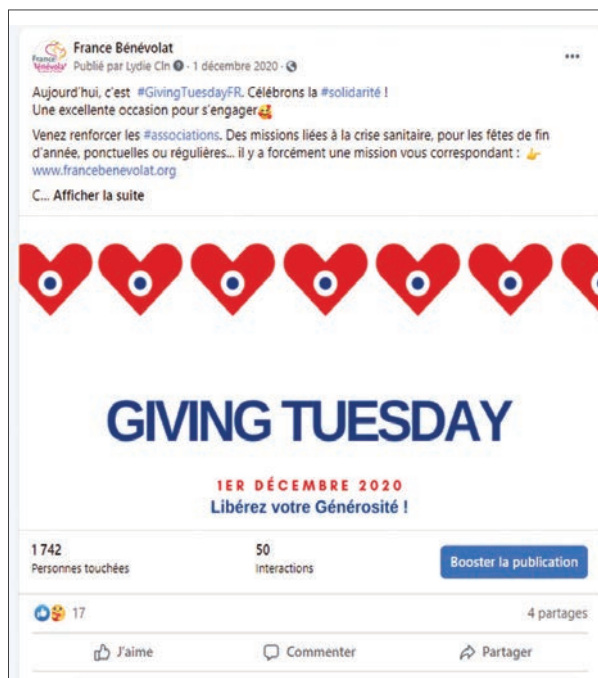 France Bénévolat
France
bénévolat
Publié par Lydie Cln · 1 décembre 2020 ·
Aujourd'hui, c'est #GivingTuesdayFR. Célébrons la #solidarité !
Une excellente occasion pour s'engager🥰
Venez renforcer les #associations. Des missions liées à la crise sanitaire, pour les fêtes de fin
d'année, ponctuelles ou régulières... il y a forcément une mission vous correspondant : 👉
www.francebenevolat.org
C... Afficher la suite
GIVING TUESDAY
1ER DÉCEMBRE 2020
Libérez votre Générosité !
1 742
Personnes touchées
50
Interactions
Booster la publication
17
4 partages
J'aime
Commenter
Partager